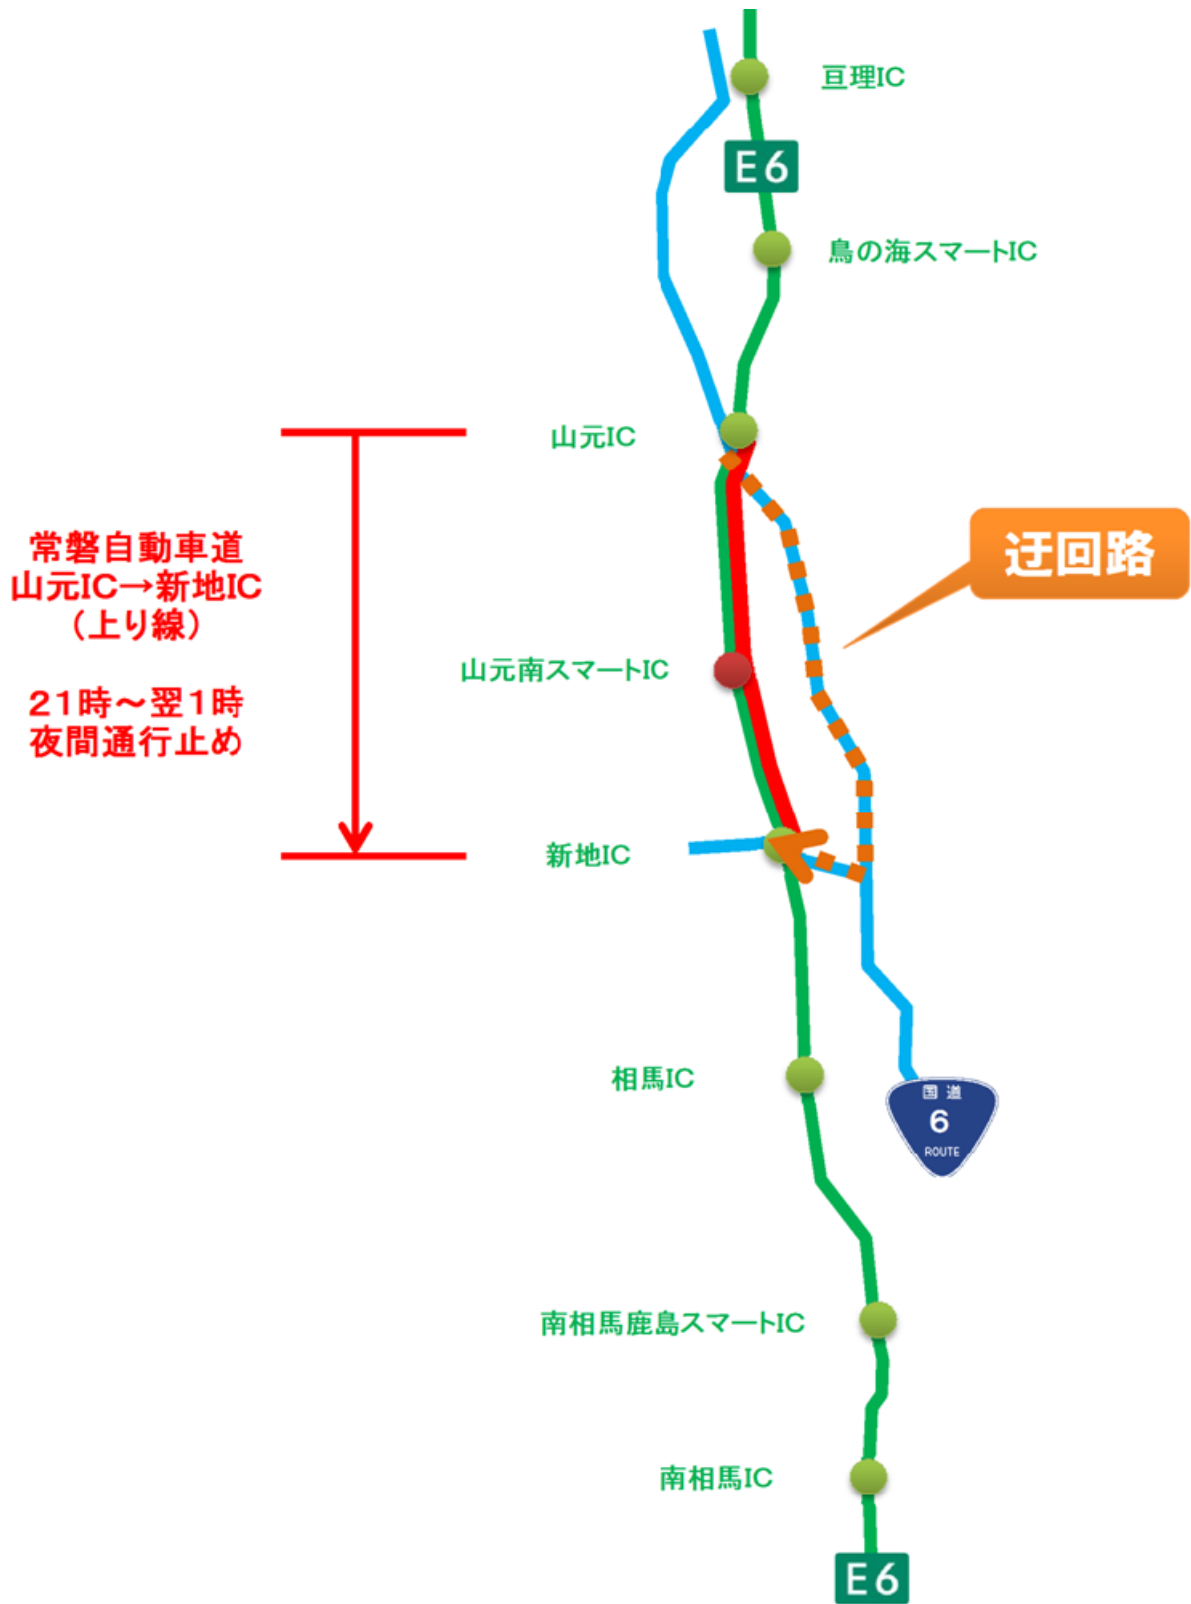 亘理IC
E6
鳥の海スマートIC
山元IC
常磐自動車道
山元IC→新地IC
(上り線)
21時～翌1時
夜間通行止め
迂回路
山元南スマートIC
新地IC
相馬IC
国道
6
ROUTE
南相馬鹿島スマートIC
南相馬IC
E6